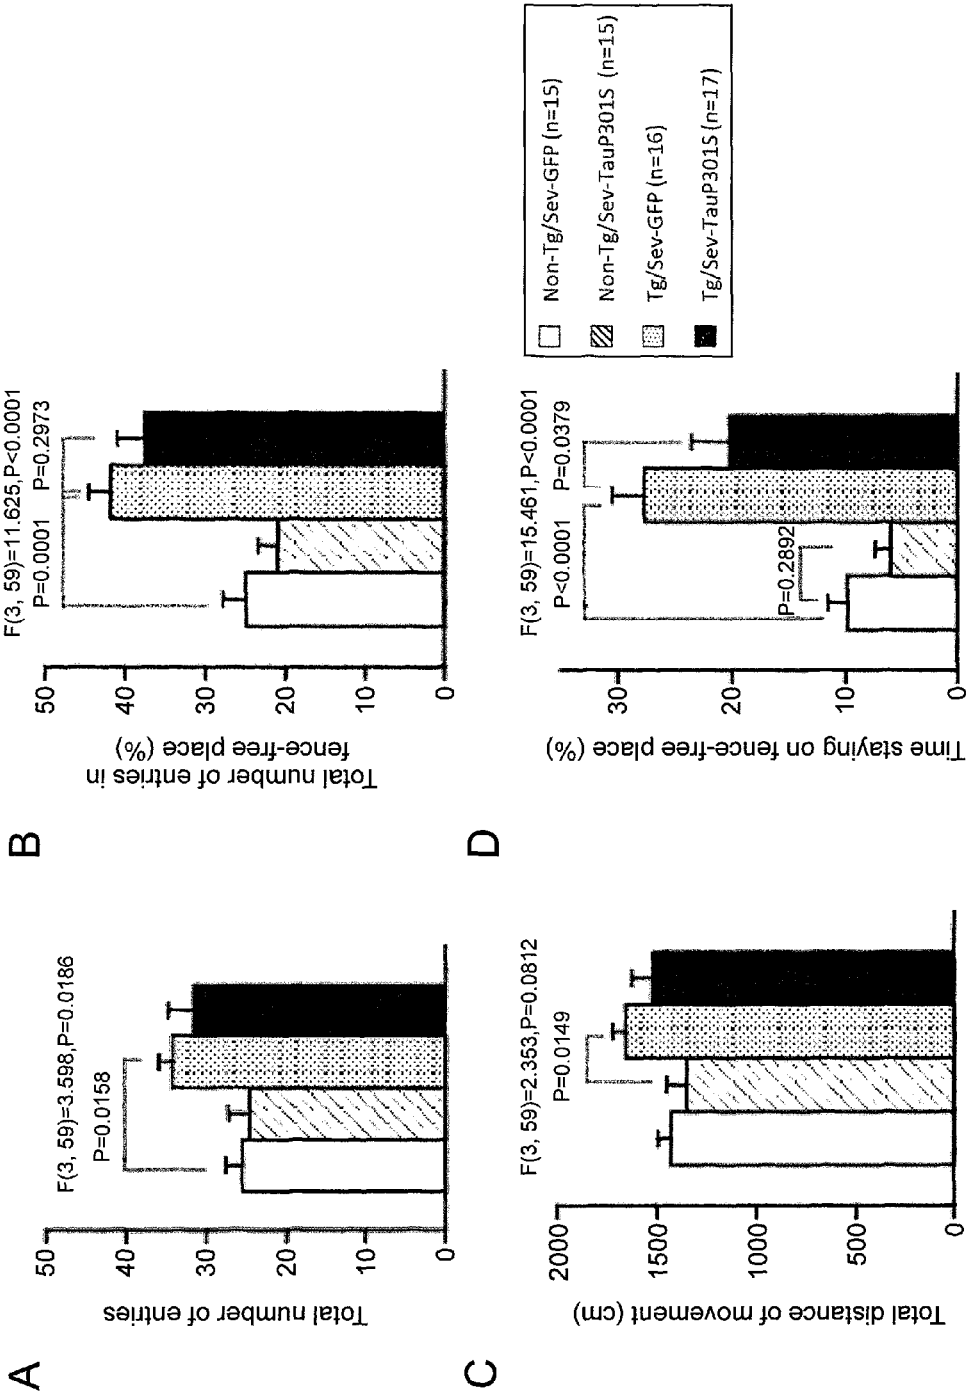 A
Total number of entries
50
40
30
20
10
0
F(3, 59)=3.598,P=0.0186
P=0.0158
B
Total number of entries in
fence-free place (%)
50
40
30
20
10
0
F(3, 59)=11.625,P<0.0001
P=0.0001 P=0.2973
C
Total distance of movement (cm)
2000
1500
1000
500
0
F(3, 59)=2.353,P=0.0812
P=0.0149
D
Time staying on fence-free place (%)
30
20
10
0
F(3, 59)=15.461,P<0.0001
P<0.0001 P=0.0379
P=0.2892
Non-Tg/Sev-GFP (n=15)
Non-Tg/Sev-TauP301S (n=15)
Tg/Sev-GFP (n=16)
Tg/Sev-TauP301S (n=17)